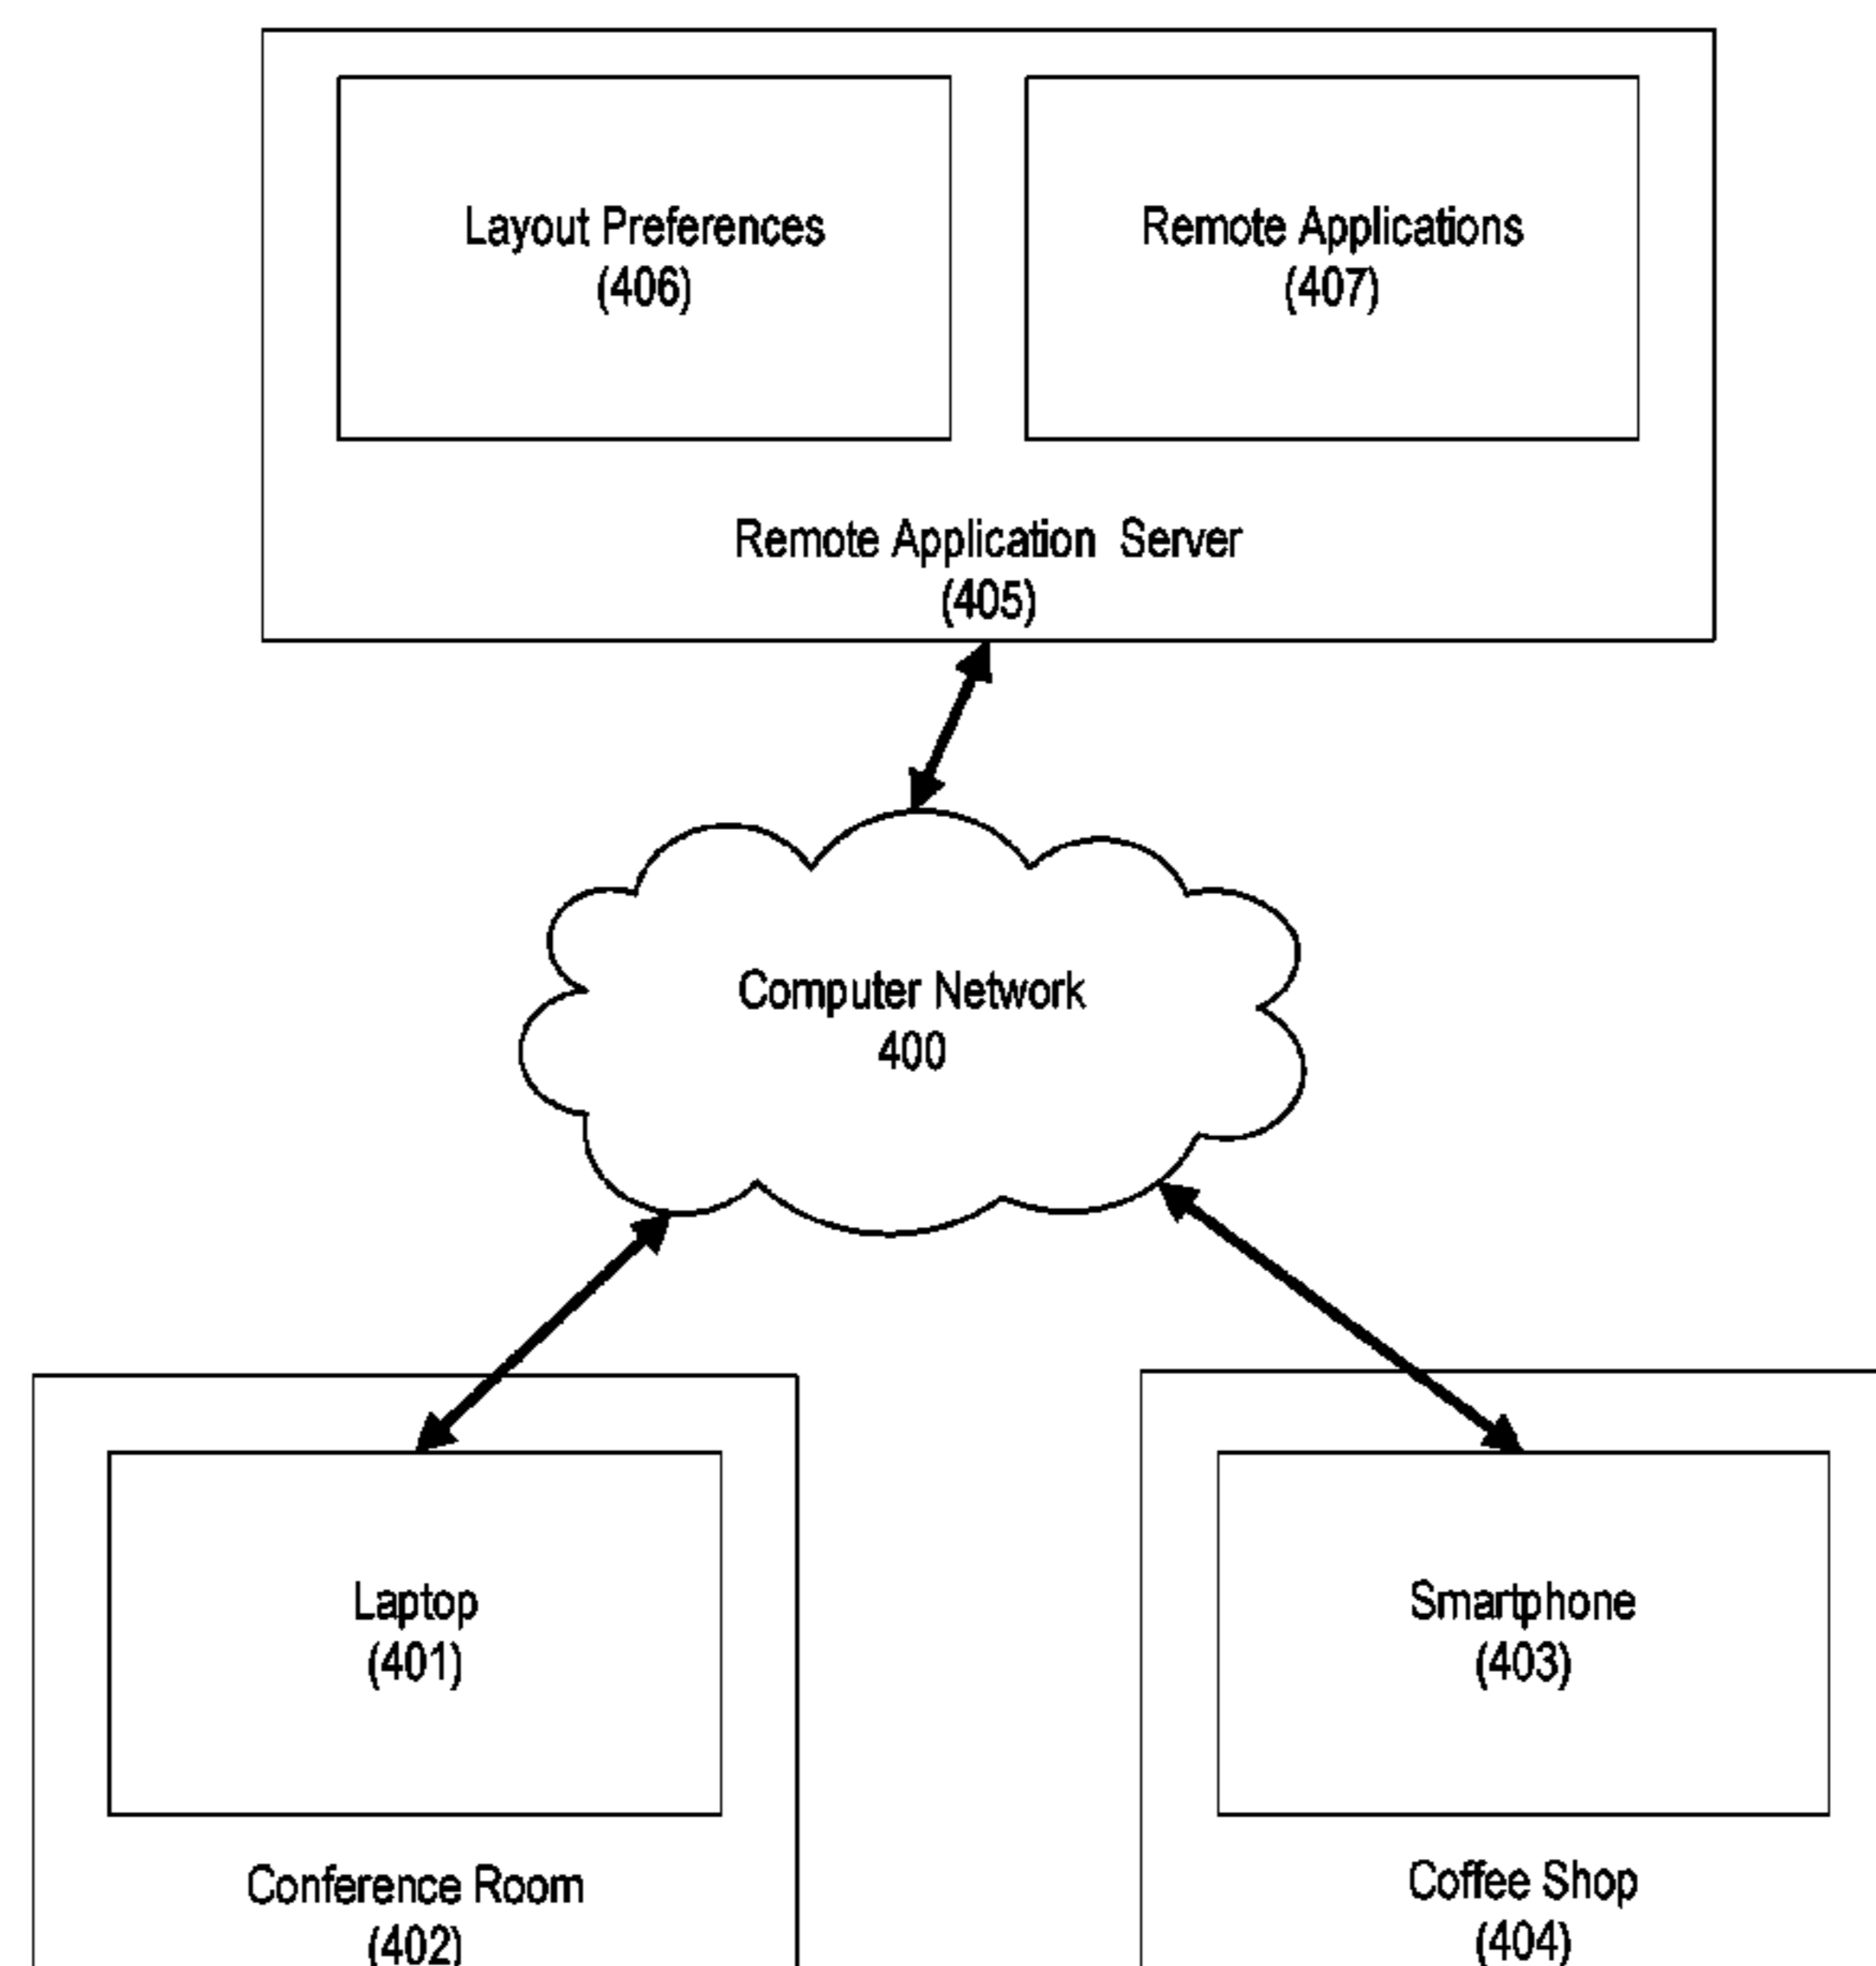 Layout Preferences
(406)
Remote Applications
(407)
Remote Application Server
(405)
Computer Network
400
Laptop
(401)
Conference Room
(402)
Smartphone
(403)
Coffee Shop
(404)